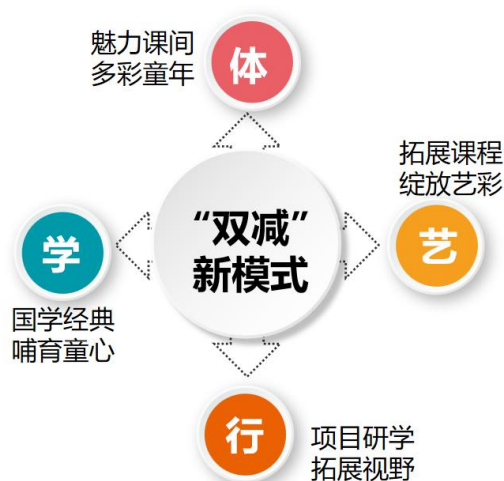 魅力课间
多彩童年
体
拓展课程
绽放艺彩
艺
“双减”
新模式
学
国学经典
哺育童心
行
项目研学
拓展视野